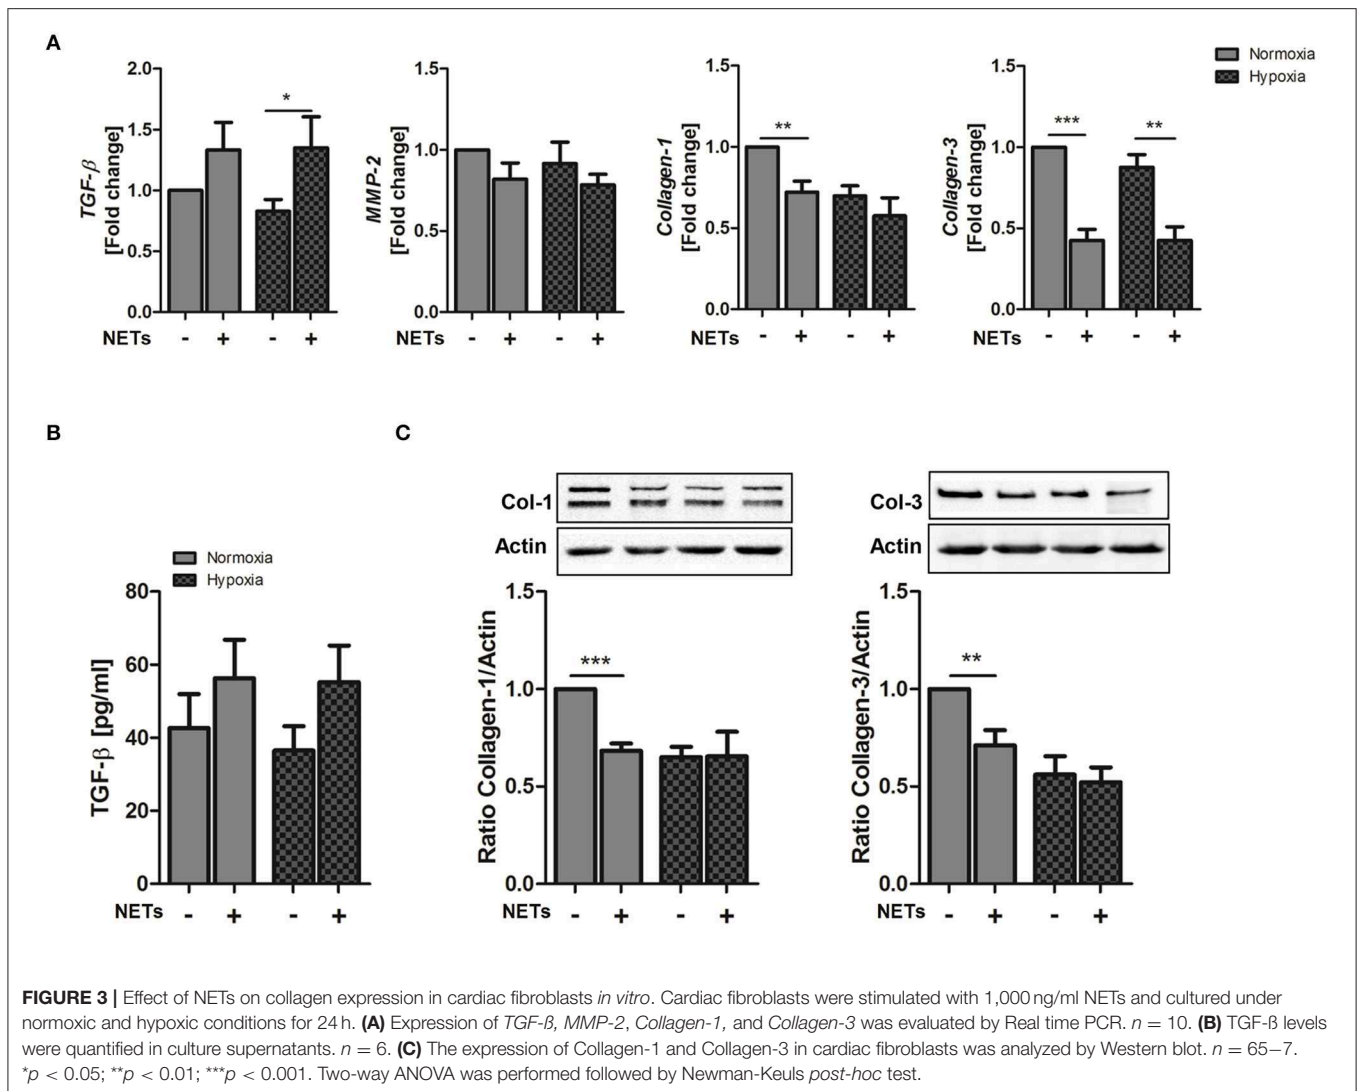 A
Normoxia
Hypoxia
TGF-β
[Fold change]
2.0
1.5
1.0
0.5
0.0
*
NETs - + - +
MMP-2
[Fold change]
1.5
1.0
0.5
0.0
NETs - + - +
Collagen-1
[Fold change]
1.5
1.0
0.5
0.0
**
NETs - + - +
Collagen-3
[Fold change]
1.5
1.0
0.5
0.0
*** **
NETs - + - +
B
Normoxia
Hypoxia
TGF-β [pg/ml]
80
60
40
20
0
NETs - + - +
C
Col-1
Actin
Ratio Collagen-1/Actin
1.5
1.0
0.5
0.0
***
NETs - + - +
Col-3
Actin
Ratio Collagen-3/Actin
1.5
1.0
0.5
0.0
**
NETs - + - +
FIGURE 3 | Effect of NETs on collagen expression in cardiac fibroblasts in vitro. Cardiac fibroblasts were stimulated with 1,000 ng/ml NETs and cultured under
normoxic and hypoxic conditions for 24 h. (A) Expression of TGF-ß, MMP-2, Collagen-1, and Collagen-3 was evaluated by Real time PCR. n = 10. (B) TGF-ß levels
were quantified in culture supernatants. n = 6. (C) The expression of Collagen-1 and Collagen-3 in cardiac fibroblasts was analyzed by Western blot. n = 65–7.
*p < 0.05; **p < 0.01; ***p < 0.001. Two-way ANOVA was performed followed by Newman-Keuls post-hoc test.